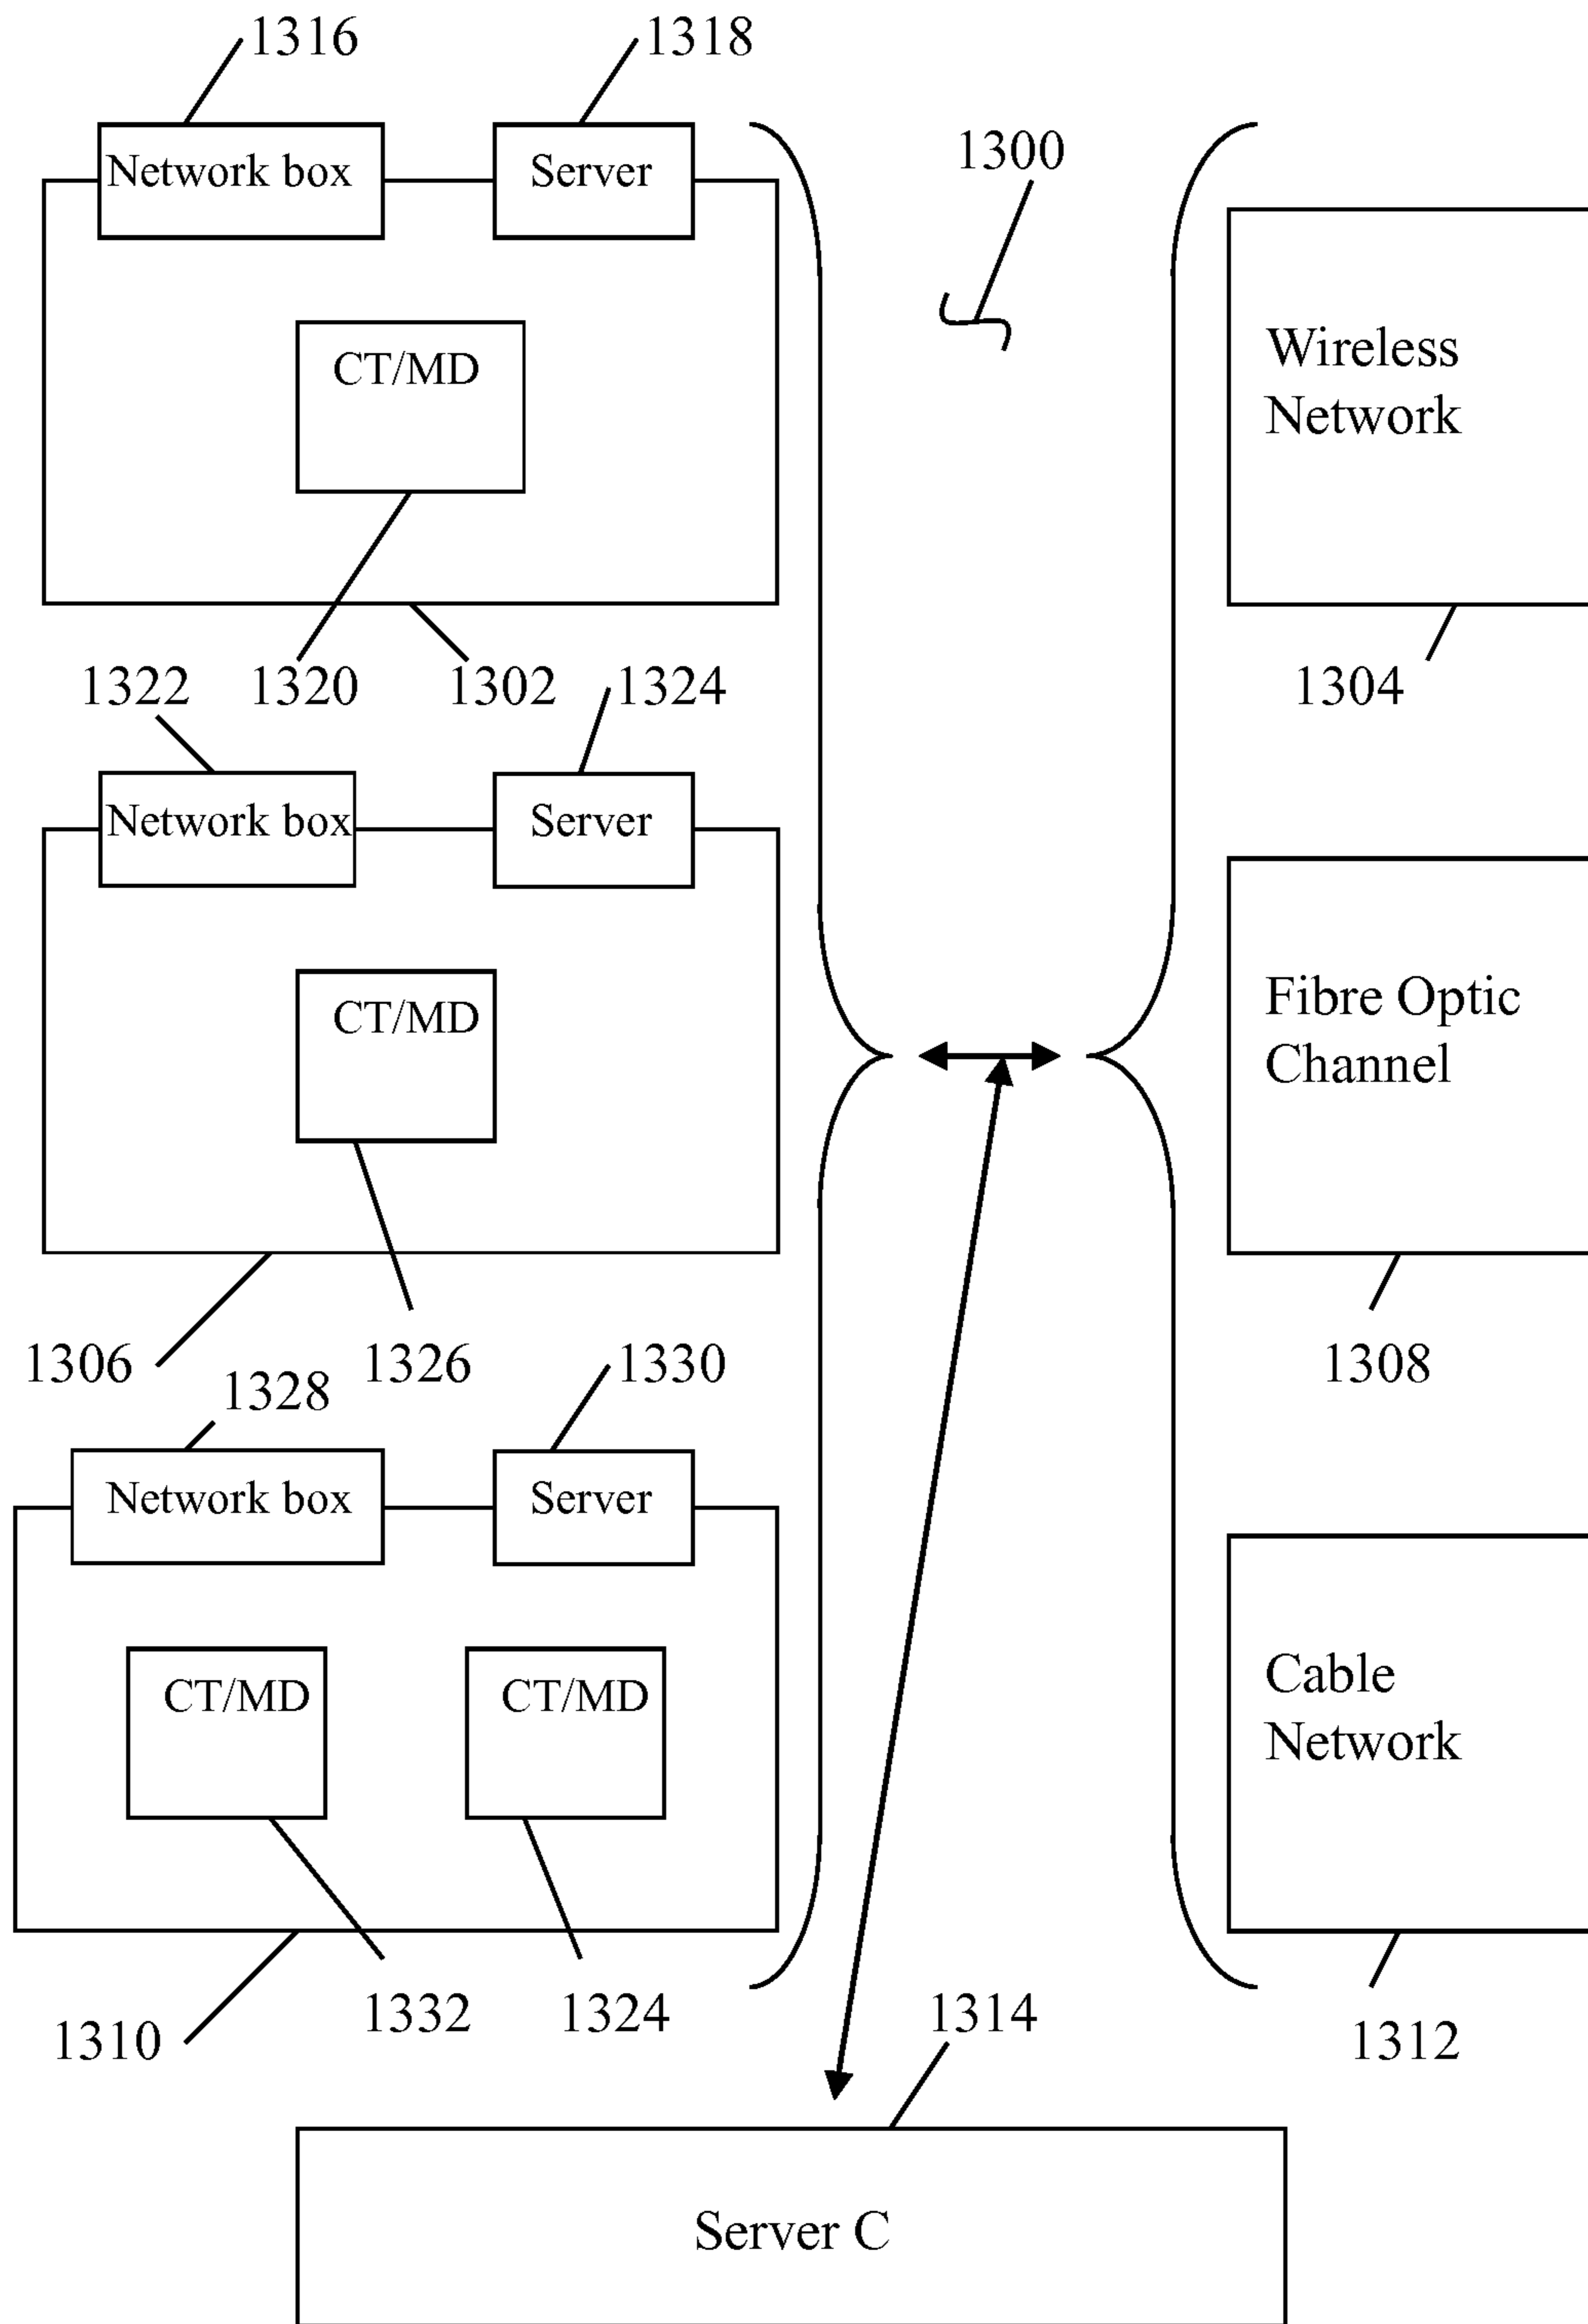 1316
1318
1300
Network box
Server
CT/MD
Wireless
Network
1322
1320
1302
1324
1304
Network box
Server
CT/MD
Fibre Optic
Channel
1306
1326
1330
1308
1328
Network box
Server
CT/MD
CT/MD
Cable
Network
1332
1324
1314
1310
1312
Server C